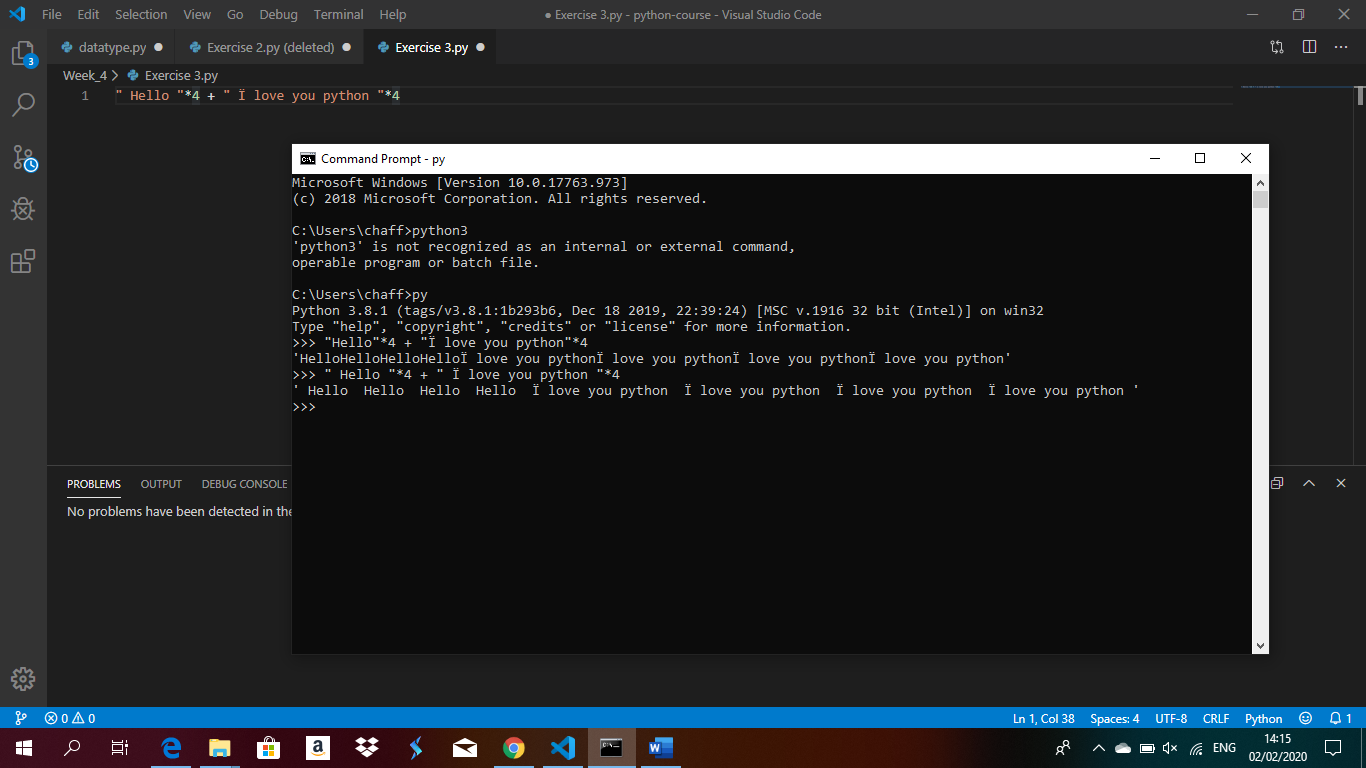 File Edit Selection View Go Debug Terminal Help ● Exercise 3.py - python-course - Visual Studio Code
datatype.py ● Exercise 2.py (deleted) ● Exercise 3.py ●
3
Week_4 > Exercise 3.py
1 " Hello "*4 + " Ï love you python "*4
Command Prompt - py
Microsoft Windows [Version 10.0.17763.973]
(c) 2018 Microsoft Corporation. All rights reserved.
C:\Users\chaff>python3
'python3' is not recognized as an internal or external command,
operable program or batch file.
C:\Users\chaff>py
Python 3.8.1 (tags/v3.8.1:1b293b6, Dec 18 2019, 22:39:24) [MSC v.1916 32 bit (Intel)] on win32
Type "help", "copyright", "credits" or "license" for more information.
>>> "Hello"*4 + "Ï love you python"*4
'HelloHelloHelloHelloÏ love you pythonÏ love you pythonÏ love you pythonÏ love you python'
>>> " Hello "*4 + " Ï love you python "*4
' Hello  Hello  Hello  Hello  Ï love you python  Ï love you python  Ï love you python  Ï love you python '
>>>
PROBLEMS OUTPUT DEBUG CONSOLE
No problems have been detected in the
0 0 Ln 1, Col 38 Spaces: 4 UTF-8 CRLF Python 1
ENG 14:15
02/02/2020